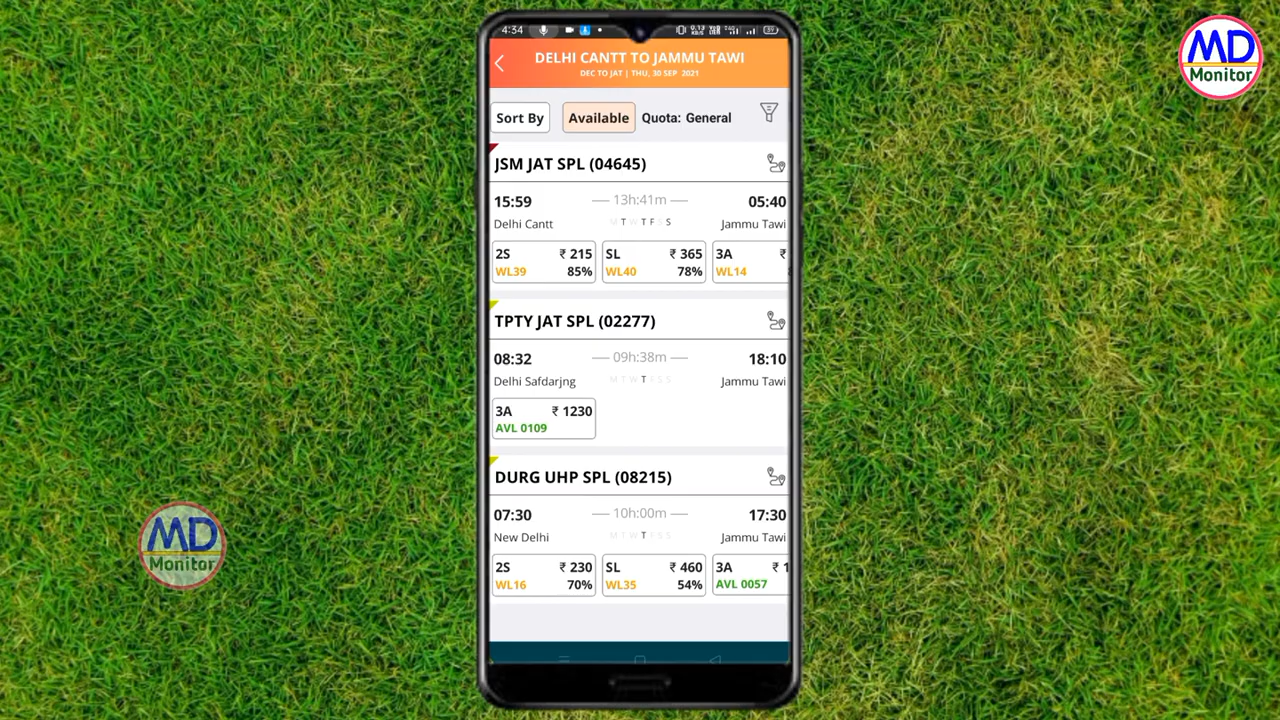 4:34
MD
Monitor
DELHI CANTT TO JAMMU TAWI
DEC TO JAT | THU, 30 SEP 2021
Sort By Available Quota: General
JSM JAT SPL (04645)
15:59 13h:41m 05:40
Delhi Cantt M T W T F S S Jammu Tawi
2S ₹ 215 SL ₹ 365 3A ₹
WL39 85% WL40 78% WL14
TPTY JAT SPL (02277)
08:32 09h:38m 18:10
Delhi Safdarjng M T W T F S S Jammu Tawi
3A ₹ 1230
AVL 0109
DURG UHP SPL (08215)
07:30 10h:00m 17:30
New Delhi M T W T F S S Jammu Tawi
2S ₹ 230 SL ₹ 460 3A ₹ 1
WL16 70% WL35 54% AVL 0057
MD
Monitor